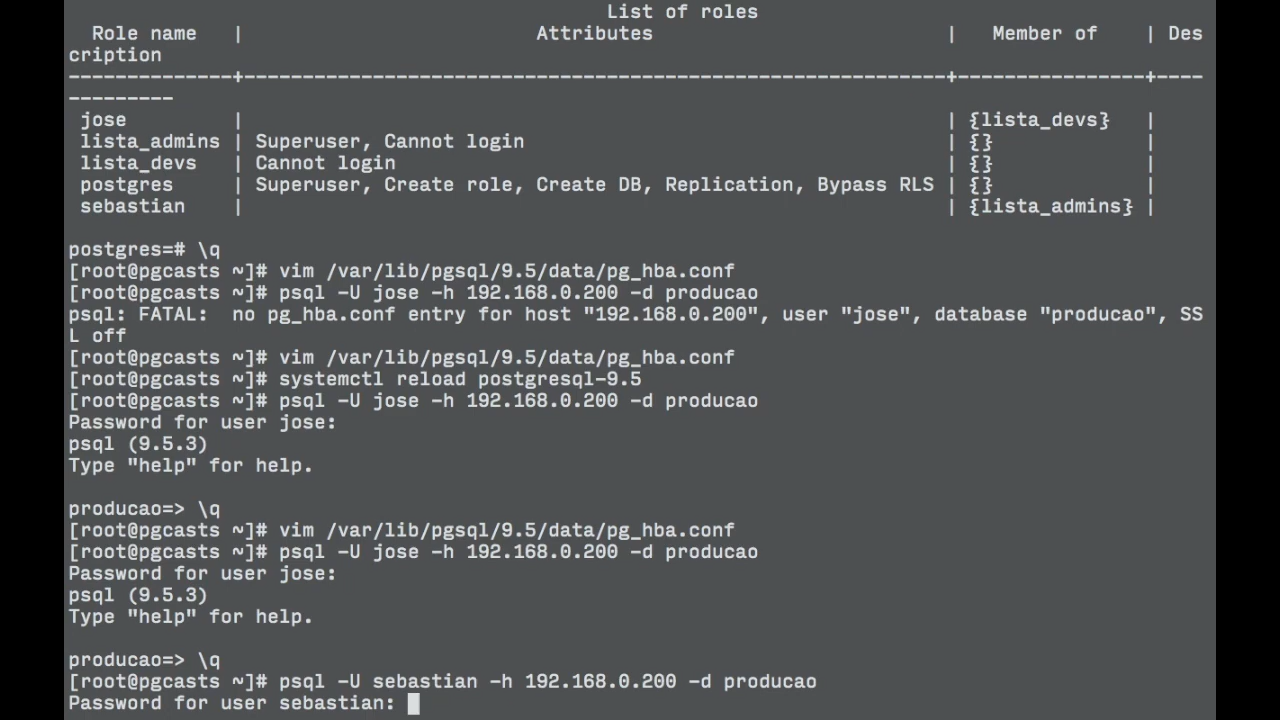 List of roles
Role name | Attributes | Member of | Des
cription
--------------+------------------------------------------------------------+----------------+----
---------
jose | | {lista_devs} |
lista_admins | Superuser, Cannot login | {} |
lista_devs | Cannot login | {} |
postgres | Superuser, Create role, Create DB, Replication, Bypass RLS | {} |
sebastian | | {lista_admins} |
postgres=# \q
[root@pgcasts ~]# vim /var/lib/pgsql/9.5/data/pg_hba.conf
[root@pgcasts ~]# psql -U jose -h 192.168.0.200 -d producao
psql: FATAL:  no pg_hba.conf entry for host "192.168.0.200", user "jose", database "producao", SS
L off
[root@pgcasts ~]# vim /var/lib/pgsql/9.5/data/pg_hba.conf
[root@pgcasts ~]# systemctl reload postgresql-9.5
[root@pgcasts ~]# psql -U jose -h 192.168.0.200 -d producao
Password for user jose:
psql (9.5.3)
Type "help" for help.
producao=> \q
[root@pgcasts ~]# vim /var/lib/pgsql/9.5/data/pg_hba.conf
[root@pgcasts ~]# psql -U jose -h 192.168.0.200 -d producao
Password for user jose:
psql (9.5.3)
Type "help" for help.
producao=> \q
[root@pgcasts ~]# psql -U sebastian -h 192.168.0.200 -d producao
Password for user sebastian: